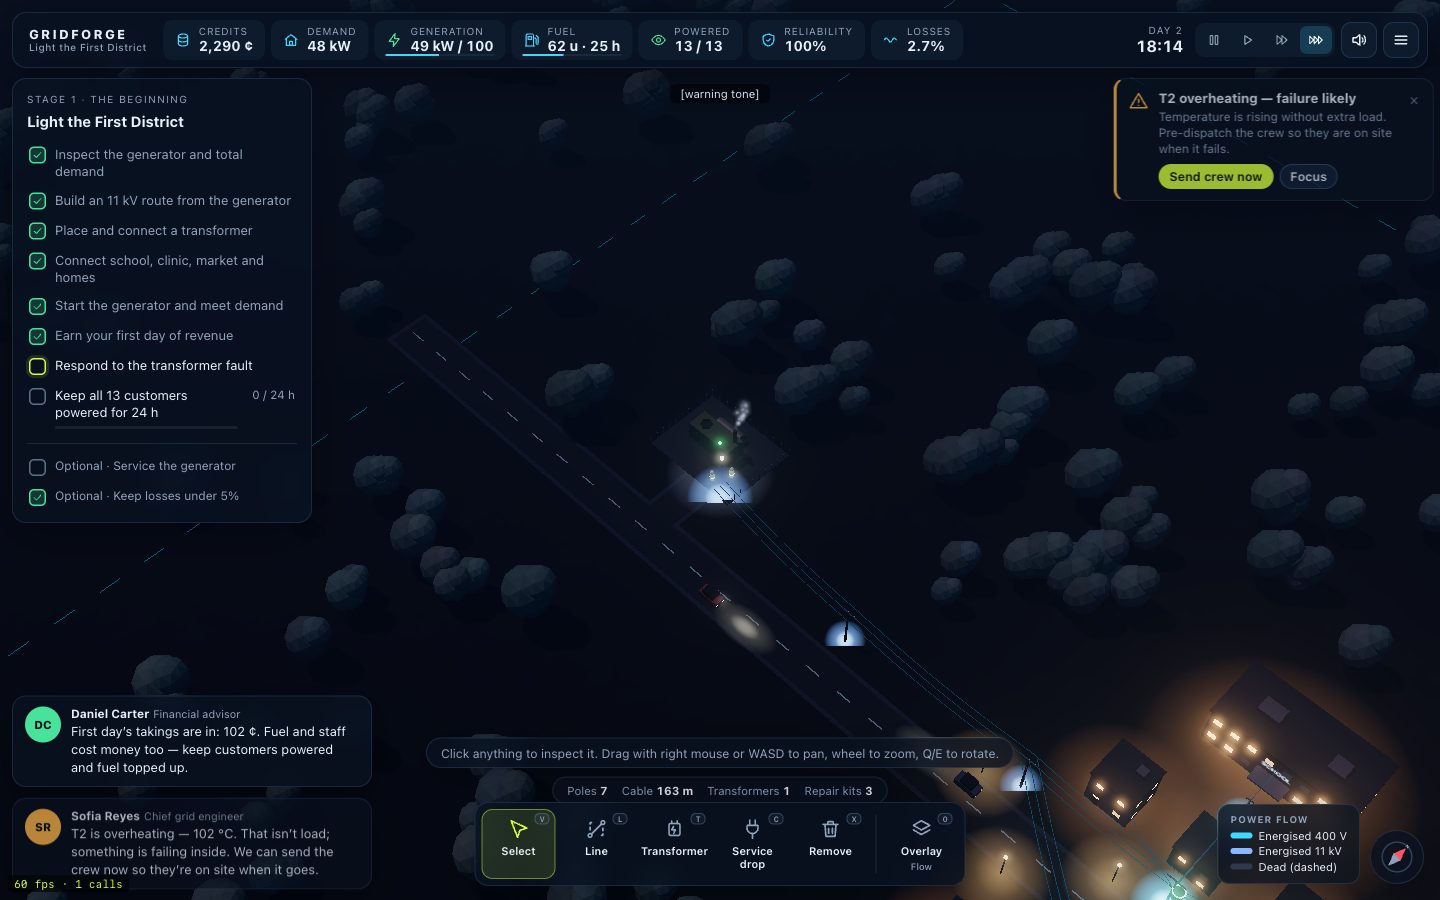 GRIDFORGE
Light the First District
CREDITS
2,290 ¢
DEMAND
48 kW
GENERATION
49 kW / 100
FUEL
62 u · 25 h
POWERED
13 / 13
RELIABILITY
100%
LOSSES
2.7%
DAY 2
18:14
STAGE 1 · THE BEGINNING
Light the First District
Inspect the generator and total
demand
Build an 11 kV route from the generator
Place and connect a transformer
Connect school, clinic, market and
homes
Start the generator and meet demand
Earn your first day of revenue
Respond to the transformer fault
Keep all 13 customers
powered for 24 h
0 / 24 h
Optional · Service the generator
Optional · Keep losses under 5%
[warning tone]
T2 overheating — failure likely
×
Temperature is rising without extra load.
Pre-dispatch the crew so they are on site
when it fails.
Send crew now
Focus
DC
Daniel Carter Financial advisor
First day's takings are in: 102 ¢. Fuel and staff
cost money too — keep customers powered
and fuel topped up.
SR
Sofia Reyes Chief grid engineer
T2 is overheating — 102 °C. That isn't load;
something is failing inside. We can send the
crew now so they're on site when it goes.
60 fps · 1 calls
Click anything to inspect it. Drag with right mouse or WASD to pan, wheel to zoom, Q/E to rotate.
Poles 7 Cable 163 m Transformers 1 Repair kits 3
V
Select
L
Line
T
Transformer
C
Service
drop
X
Remove
O
Overlay
Flow
POWER FLOW
Energised 400 V
Energised 11 kV
Dead (dashed)